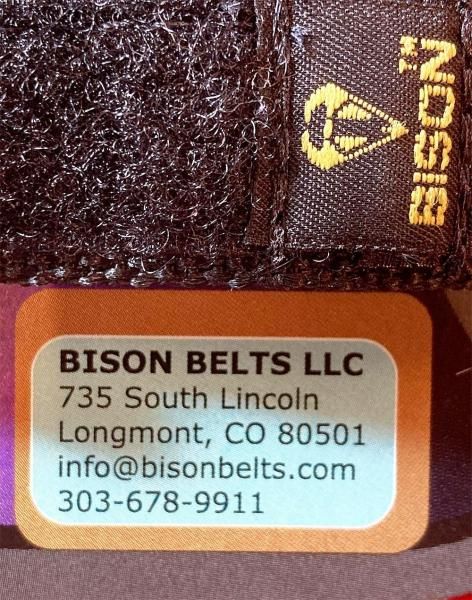 BISON
BISON BELTS LLC
735 South Lincoln
Longmont, CO 80501
info@bisonbelts.com
303-678-9911